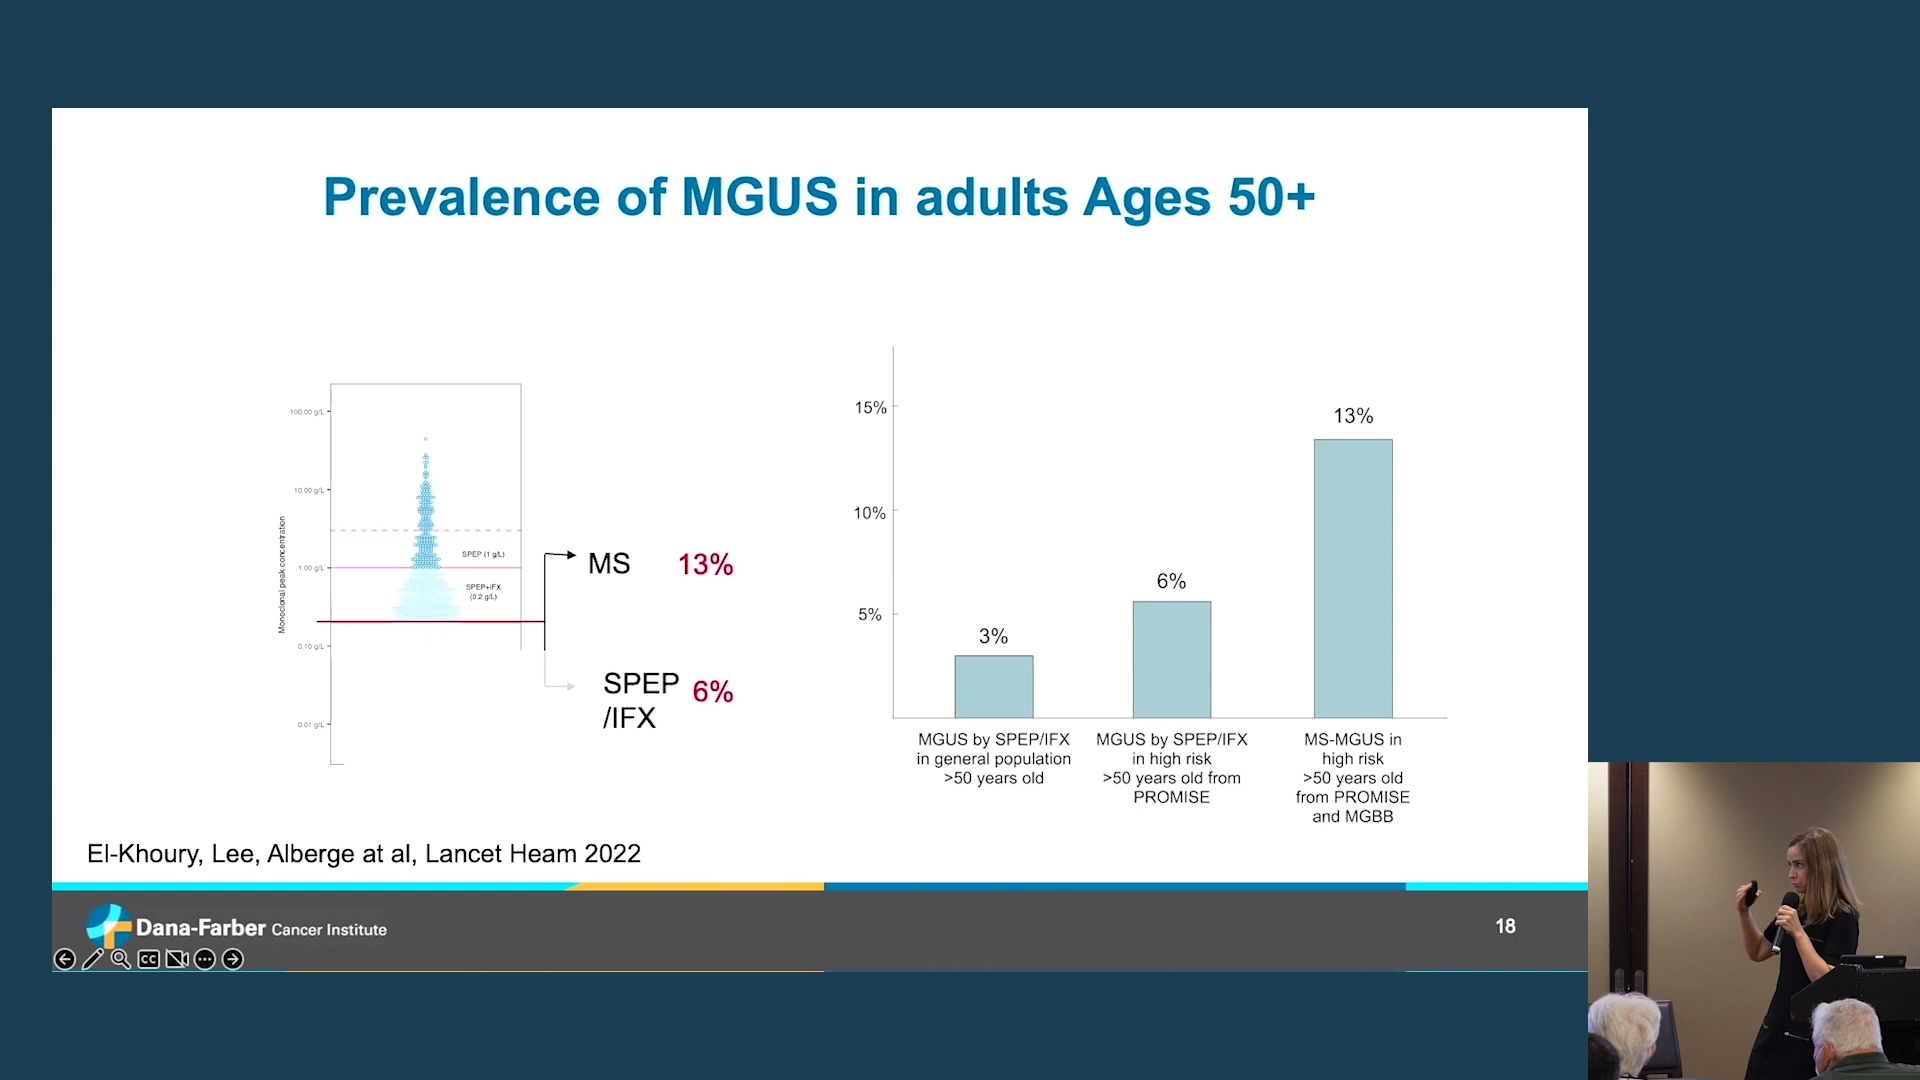 Prevalence of MGUS in adults Ages 50+
Monoclonal peak concentration
100.00 g/L
10.00 g/L
1.00 g/L
0.10 g/L
0.01 g/L
SPEP (1 g/L)
SPEP+IFX
(0.2 g/L)
MS 13%
SPEP 6%
/IFX
15%
10%
5%
3%
6%
13%
MGUS by SPEP/IFX
in general population
>50 years old
MGUS by SPEP/IFX
in high risk
>50 years old from
PROMISE
MS-MGUS in
high risk
>50 years old
from PROMISE
and MGBB
El-Khoury, Lee, Alberge at al, Lancet Heam 2022
Dana-Farber Cancer Institute
18
CC